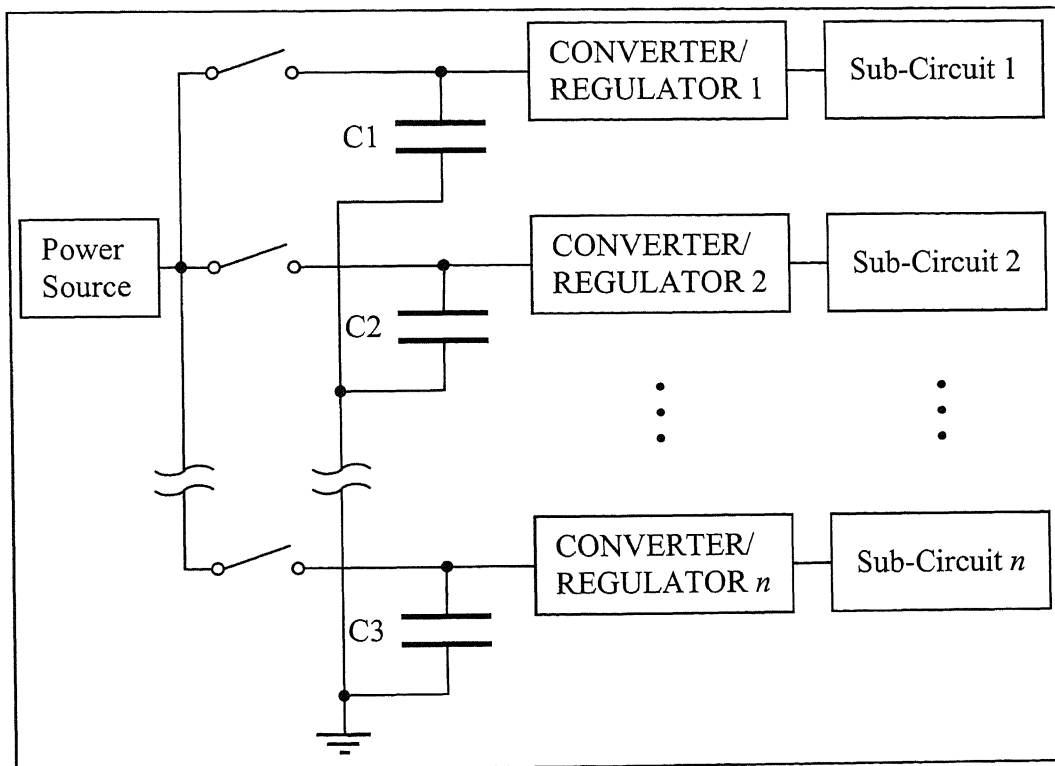 CONVERTER/
REGULATOR 1
Sub-Circuit 1
C1
Power
Source
CONVERTER/
REGULATOR 2
Sub-Circuit 2
C2
CONVERTER/
REGULATOR n
Sub-Circuit n
C3